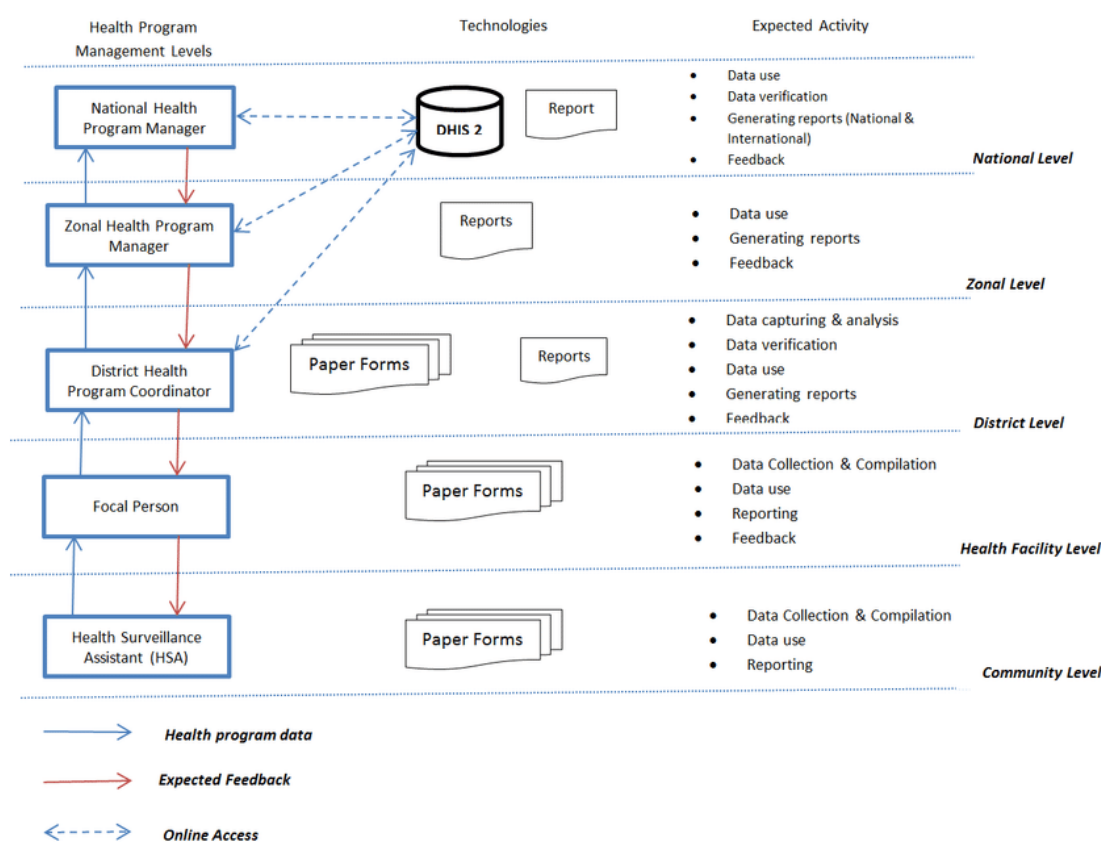 Health Program
Management Levels
Technologies
Expected Activity
National Health
Program Manager
DHIS 2
Report
Data use
Data verification
Generating reports (National &
International)
Feedback
National Level
Zonal Health Program
Manager
Reports
Data use
Generating reports
Feedback
Zonal Level
District Health
Program Coordinator
Paper Forms
Reports
Data capturing & analysis
Data verification
Data use
Generating reports
Feedback
District Level
Focal Person
Paper Forms
Data Collection & Compilation
Data use
Reporting
Feedback
Health Facility Level
Health Surveillance
Assistant (HSA)
Paper Forms
Data Collection & Compilation
Data use
Reporting
Community Level
Health program data
Expected Feedback
Online Access